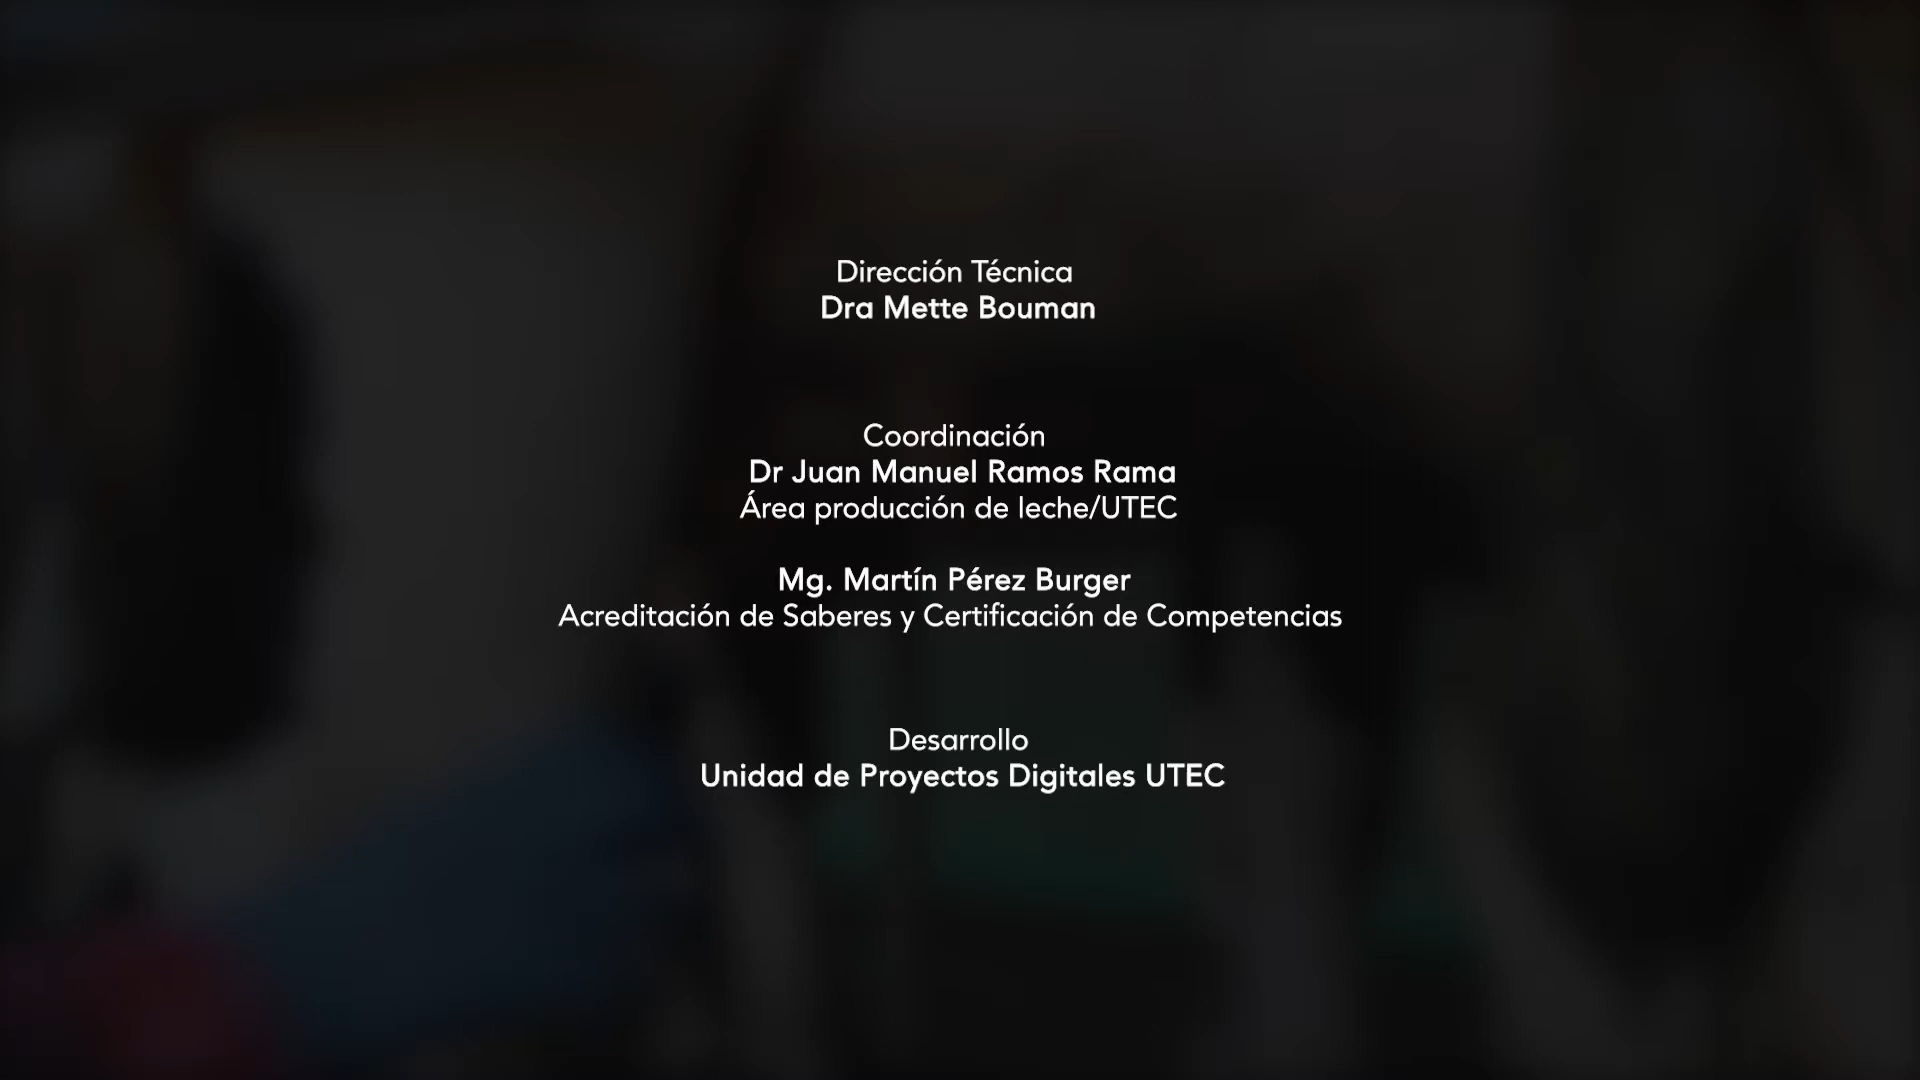 Dirección Técnica
Dra Mette Bouman
Coordinación
Dr Juan Manuel Ramos Rama
Área producción de leche/UTEC
Mg. Martín Pérez Burger
Acreditación de Saberes y Certificación de Competencias
Desarrollo
Unidad de Proyectos Digitales UTEC